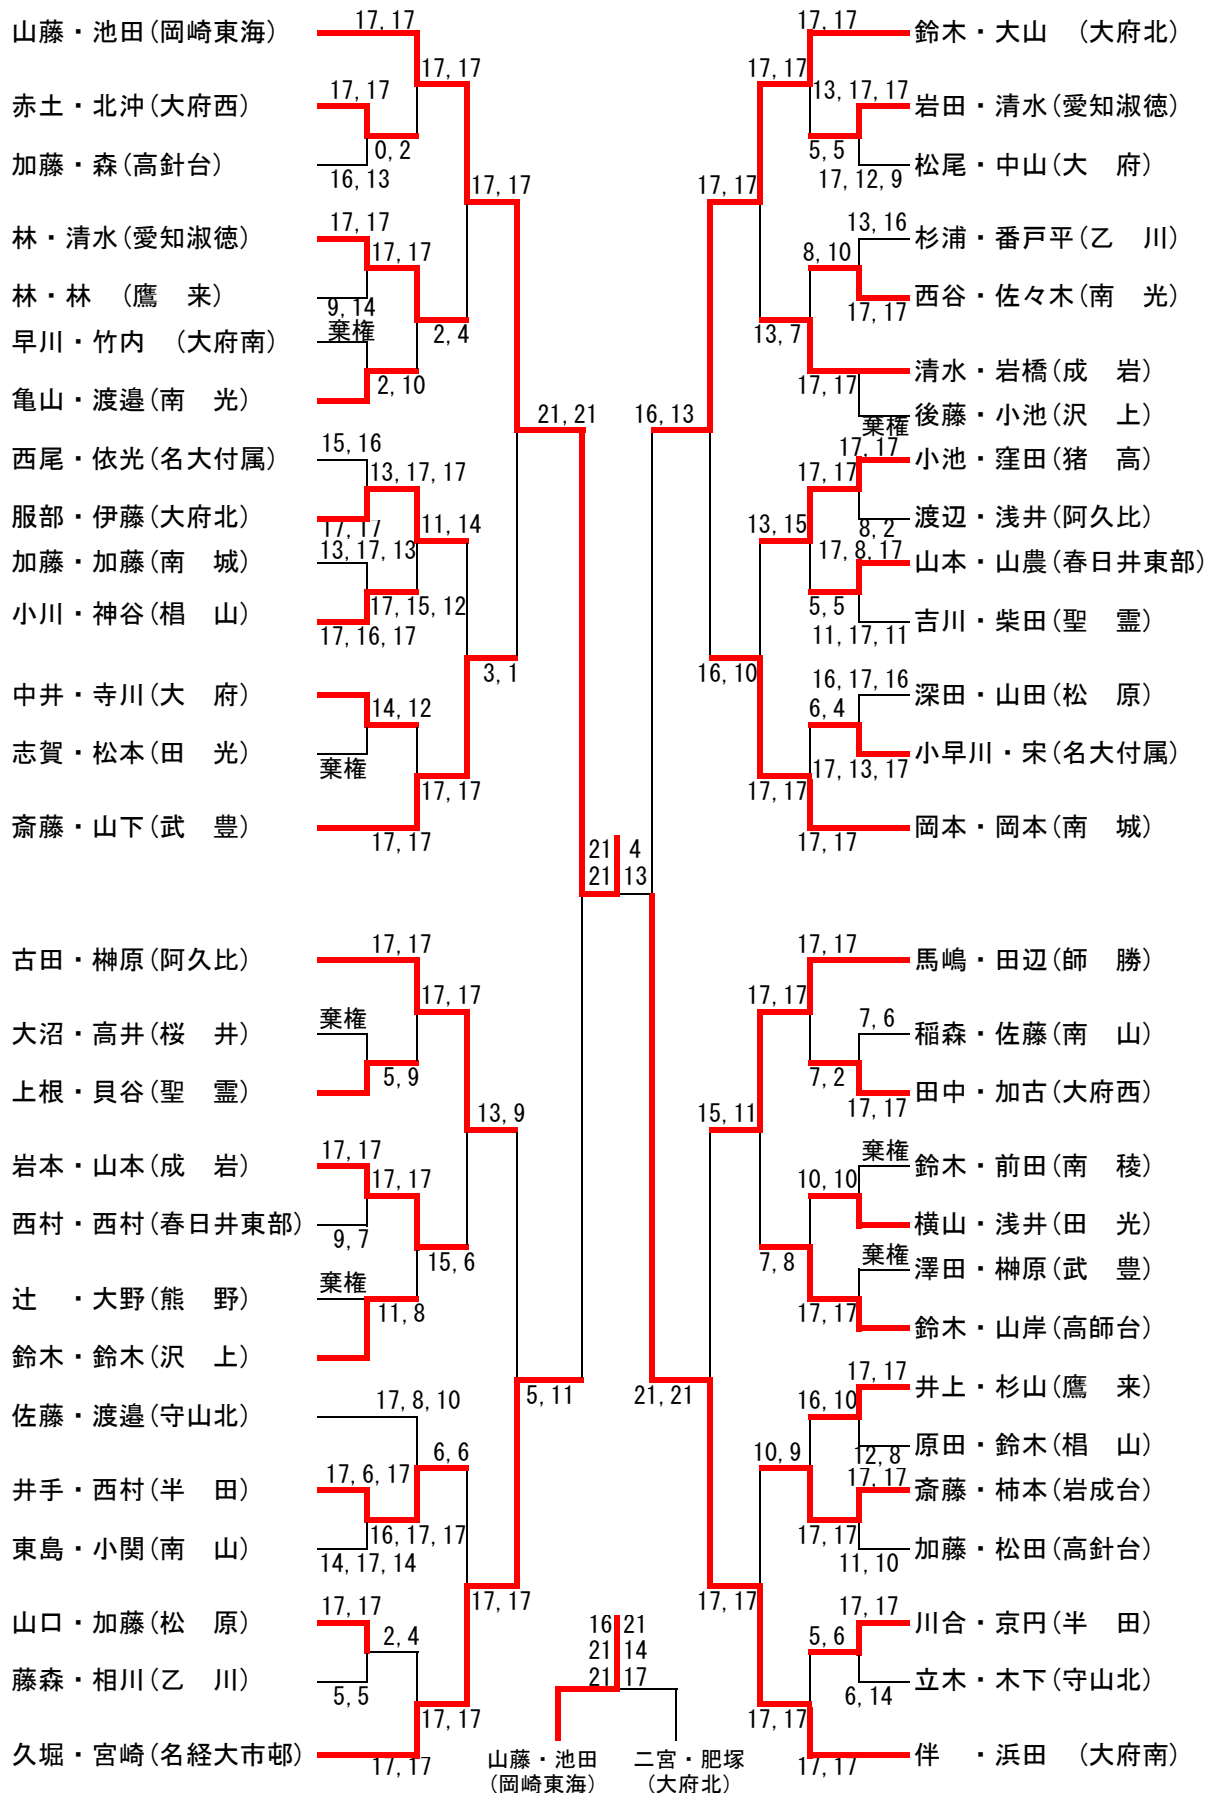 17, 17
山藤・池田(岡崎東海)
17, 17
17, 17
赤土・北沖(大府西)
0, 2
加藤・森(高針台)
16, 13
17, 17
17, 17
林・清水(愛知淑徳)
17, 17
林・林　(鷹　来)
9, 14
棄権
早川・竹内　(大府南)
2, 4
2, 10
亀山・渡邉(南　光)
21, 21
15, 16
西尾・依光(名大付属)
13, 17, 17
服部・伊藤(大府北)
17, 17
11, 14
13, 17, 13
加藤・加藤(南　城)
17, 15, 12
小川・神谷(椙　山)
17, 16, 17
3, 1
中井・寺川(大　府)
14, 12
志賀・松本(田　光)
棄権
17, 17
斎藤・山下(武　豊)
17, 17
17, 17
鈴木・大山　(大府北)
17, 17
13, 17, 17
岩田・清水(愛知淑徳)
5, 5
松尾・中山(大　府)
17, 12, 9
17, 17
13, 16
杉浦・番戸平(乙　川)
8, 10
西谷・佐々木(南　光)
17, 17
13, 7
清水・岩橋(成　岩)
17, 17
後藤・小池(沢　上)
棄権
16, 13
17, 17
小池・窪田(猪　高)
17, 17
渡辺・浅井(阿久比)
8, 2
13, 15
17, 8, 17
山本・山農(春日井東部)
5, 5
吉川・柴田(聖　霊)
11, 17, 11
16, 10
16, 17, 16
深田・山田(松　原)
6, 4
小早川・宋(名大付属)
17, 13, 17
17, 17
岡本・岡本(南　城)
17, 17
21 4
21 13
17, 17
古田・榊原(阿久比)
17, 17
棄権
大沼・高井(桜　井)
5, 9
上根・貝谷(聖　霊)
13, 9
17, 17
岩本・山本(成　岩)
17, 17
西村・西村(春日井東部)
9, 7
15, 6
棄権
辻　・大野(熊　野)
11, 8
鈴木・鈴木(沢　上)
5, 11
17, 8, 10
佐藤・渡邉(守山北)
6, 6
17, 6, 17
井手・西村(半　田)
16, 17, 17
東島・小関(南　山)
14, 17, 14
17, 17
17, 17
山口・加藤(松　原)
2, 4
藤森・相川(乙　川)
5, 5
17, 17
久堀・宮崎(名経大市邨)
17, 17
17, 17
馬嶋・田辺(師　勝)
17, 17
7, 6
稲森・佐藤(南　山)
7, 2
田中・加古(大府西)
17, 17
15, 11
棄権
鈴木・前田(南　稜)
10, 10
横山・浅井(田　光)
7, 8
棄権
澤田・榊原(武　豊)
17, 17
鈴木・山岸(高師台)
21, 21
17, 17
井上・杉山(鷹　来)
16, 10
原田・鈴木(椙　山)
12, 8
10, 9
17, 17
斎藤・柿本(岩成台)
17, 17
加藤・松田(高針台)
11, 10
17, 17
17, 17
川合・京円(半　田)
5, 6
立木・木下(守山北)
6, 14
17, 17
伴　・浜田　(大府南)
17, 17
16 21
21 14
21 17
山藤・池田
(岡崎東海)
二宮・肥塚
(大府北)